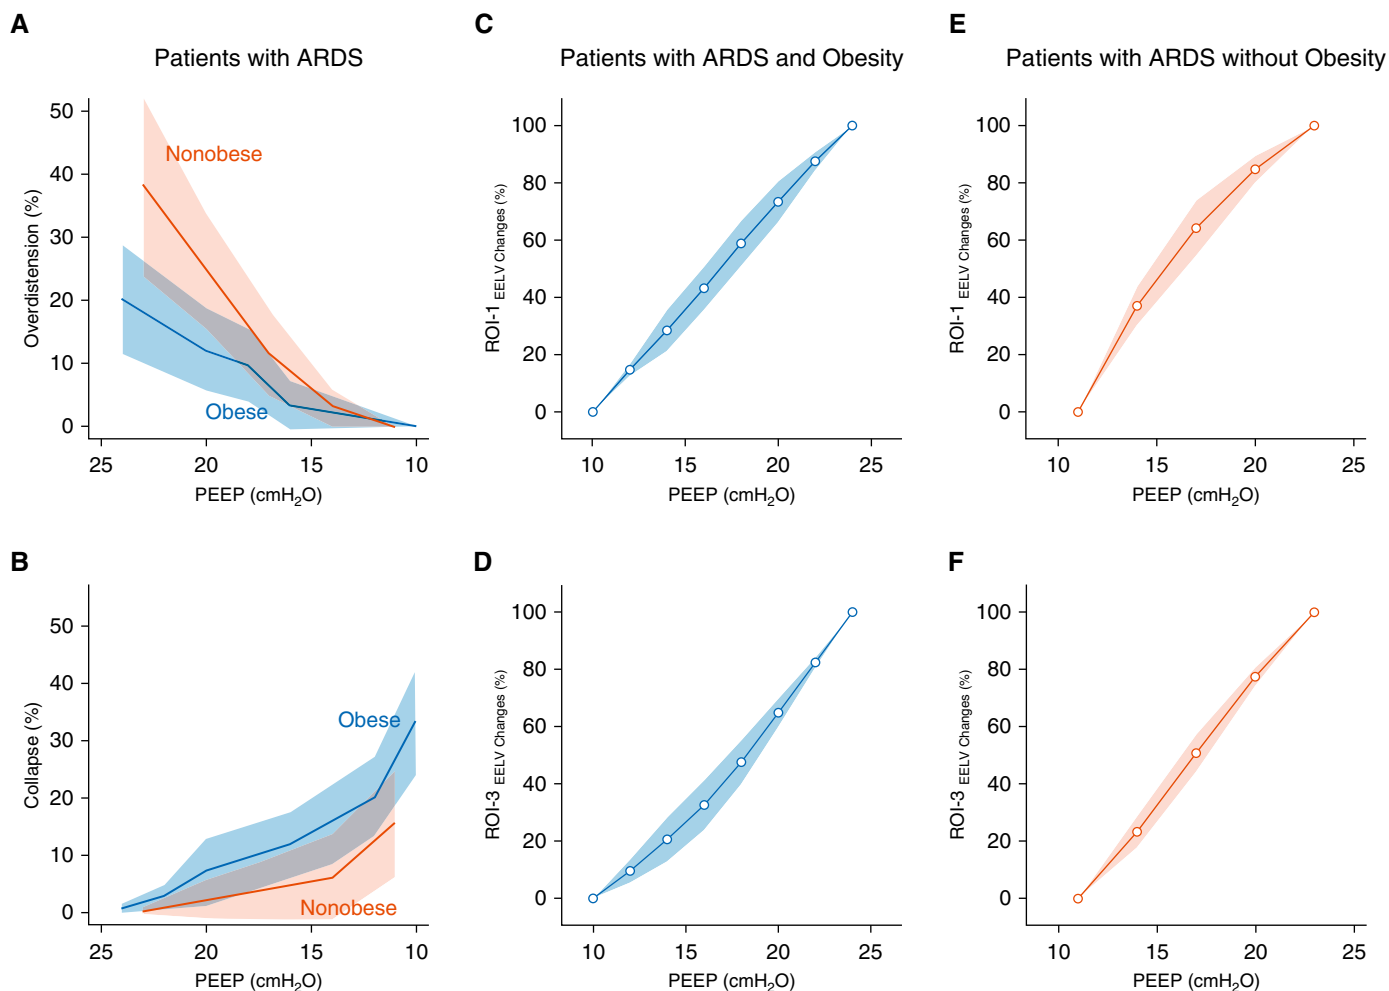 A
Patients with ARDS
50
40
30
20
10
0
Overdistension (%)
Nonobese
Obese
25 20 15 10
PEEP (cmH2O)
C
Patients with ARDS and Obesity
100
80
60
40
20
0
ROI-1 EELV Changes (%)
10 15 20 25
PEEP (cmH2O)
E
Patients with ARDS without Obesity
100
80
60
40
20
0
ROI-1 EELV Changes (%)
10 15 20 25
PEEP (cmH2O)
B
50
40
30
20
10
0
Collapse (%)
Obese
Nonobese
25 20 15 10
PEEP (cmH2O)
D
100
80
60
40
20
0
ROI-3 EELV Changes (%)
10 15 20 25
PEEP (cmH2O)
F
100
80
60
40
20
0
ROI-3 EELV Changes (%)
10 15 20 25
PEEP (cmH2O)